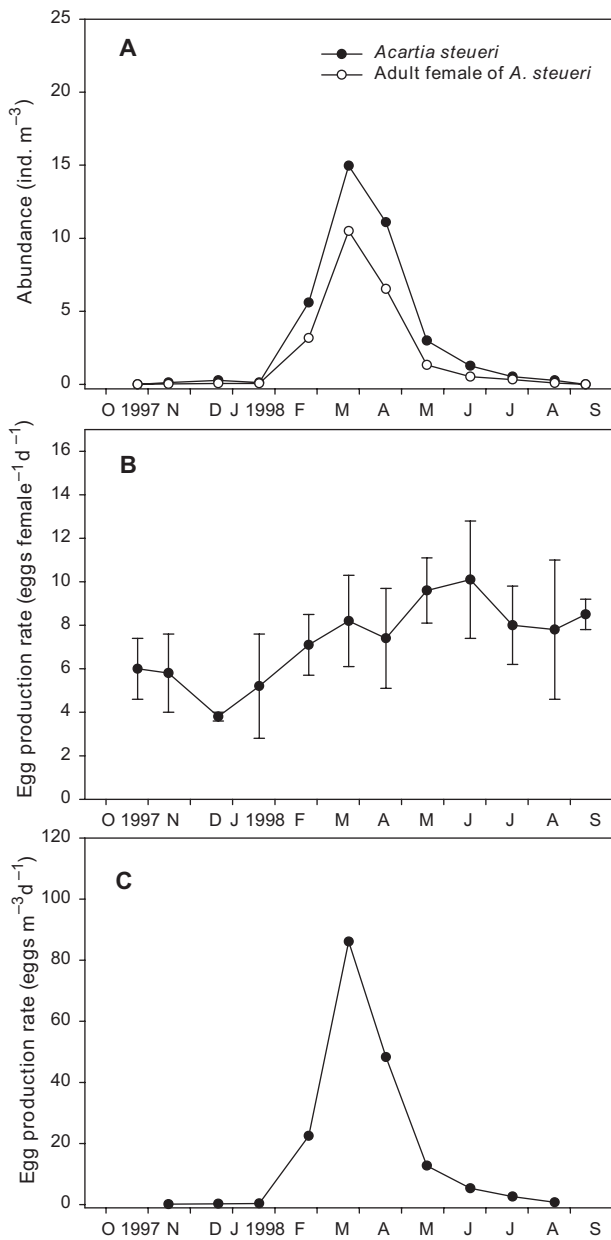 A
Acartia steueri
Adult female of A. steueri
Abundance (ind. m⁻³)
25
20
15
10
5
0
O 1997 N D J 1998 F M A M J J A S
B
Egg production rate (eggs female⁻¹d⁻¹)
16
14
12
10
8
6
4
2
0
O 1997 N D J 1998 F M A M J J A S
C
Egg production rate (eggs m⁻³d⁻¹)
120
100
80
60
40
20
0
O 1997 N D J 1998 F M A M J J A S